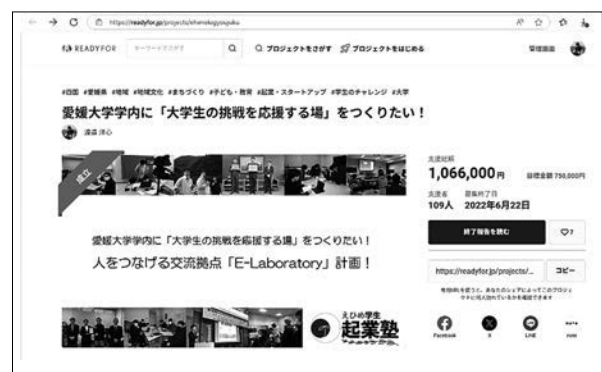 https://readyfor.jp/projects/ehimekigyoujuku
READYFOR
キーワードでさがす
プロジェクトをさがす
プロジェクトをはじめる
管理画面
#四国 #愛媛県 #地域 #地域文化 #まちづくり #子ども・教育 #起業・スタートアップ #学生のチャレンジ #大学
愛媛大学学内に「大学生の挑戦を応援する場」をつくりたい！
成立
支援総額
1,066,000円
目標金額 750,000円
支援者
募集終了日
109人
2022年6月22日
終了報告を読む
♡7
https://readyfor.jp/projects/…
コピー
愛媛大学学内に「大学生の挑戦を応援する場」をつくりたい！
人をつなげる交流拠点「E-Laboratory」計画！
えひめ学生
起業塾
Facebook
X
LINE
note